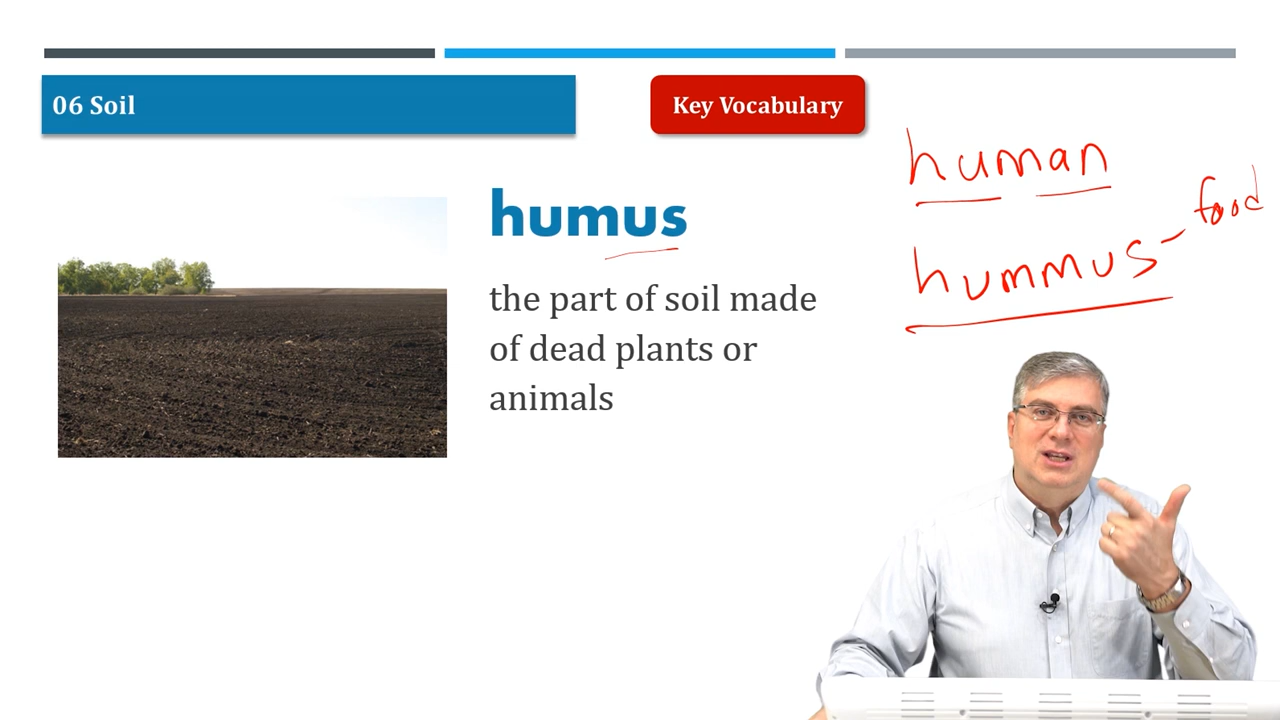 06 Soil
Key Vocabulary
humus
the part of soil made
of dead plants or
animals
human
hummus - food